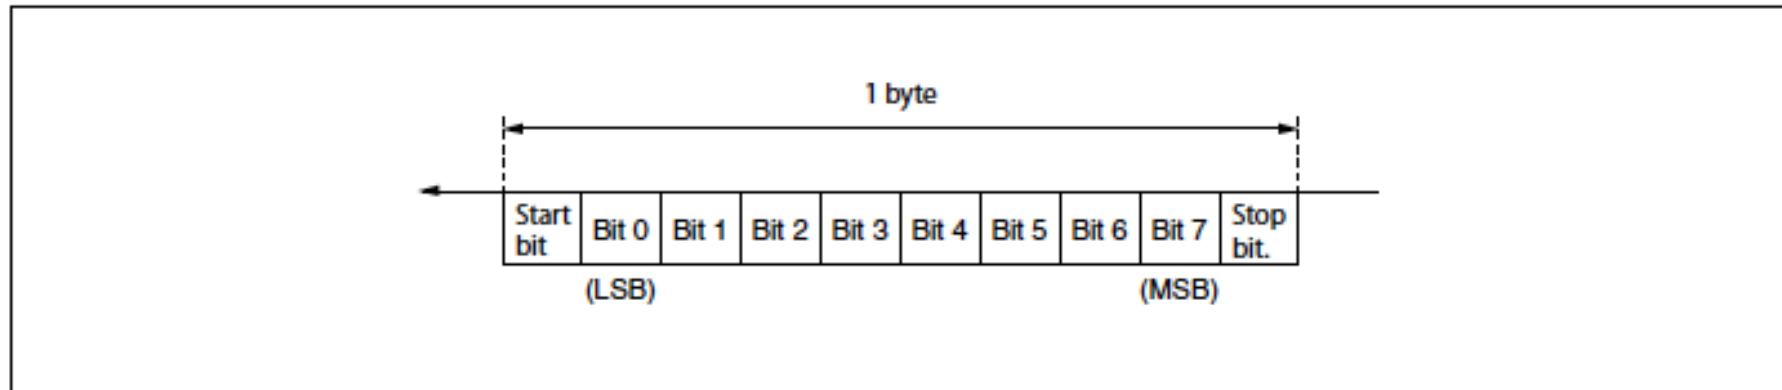 1 byte
Start bit Bit 0 Bit 1 Bit 2 Bit 3 Bit 4 Bit 5 Bit 6 Bit 7 Stop bit.
(LSB) (MSB)